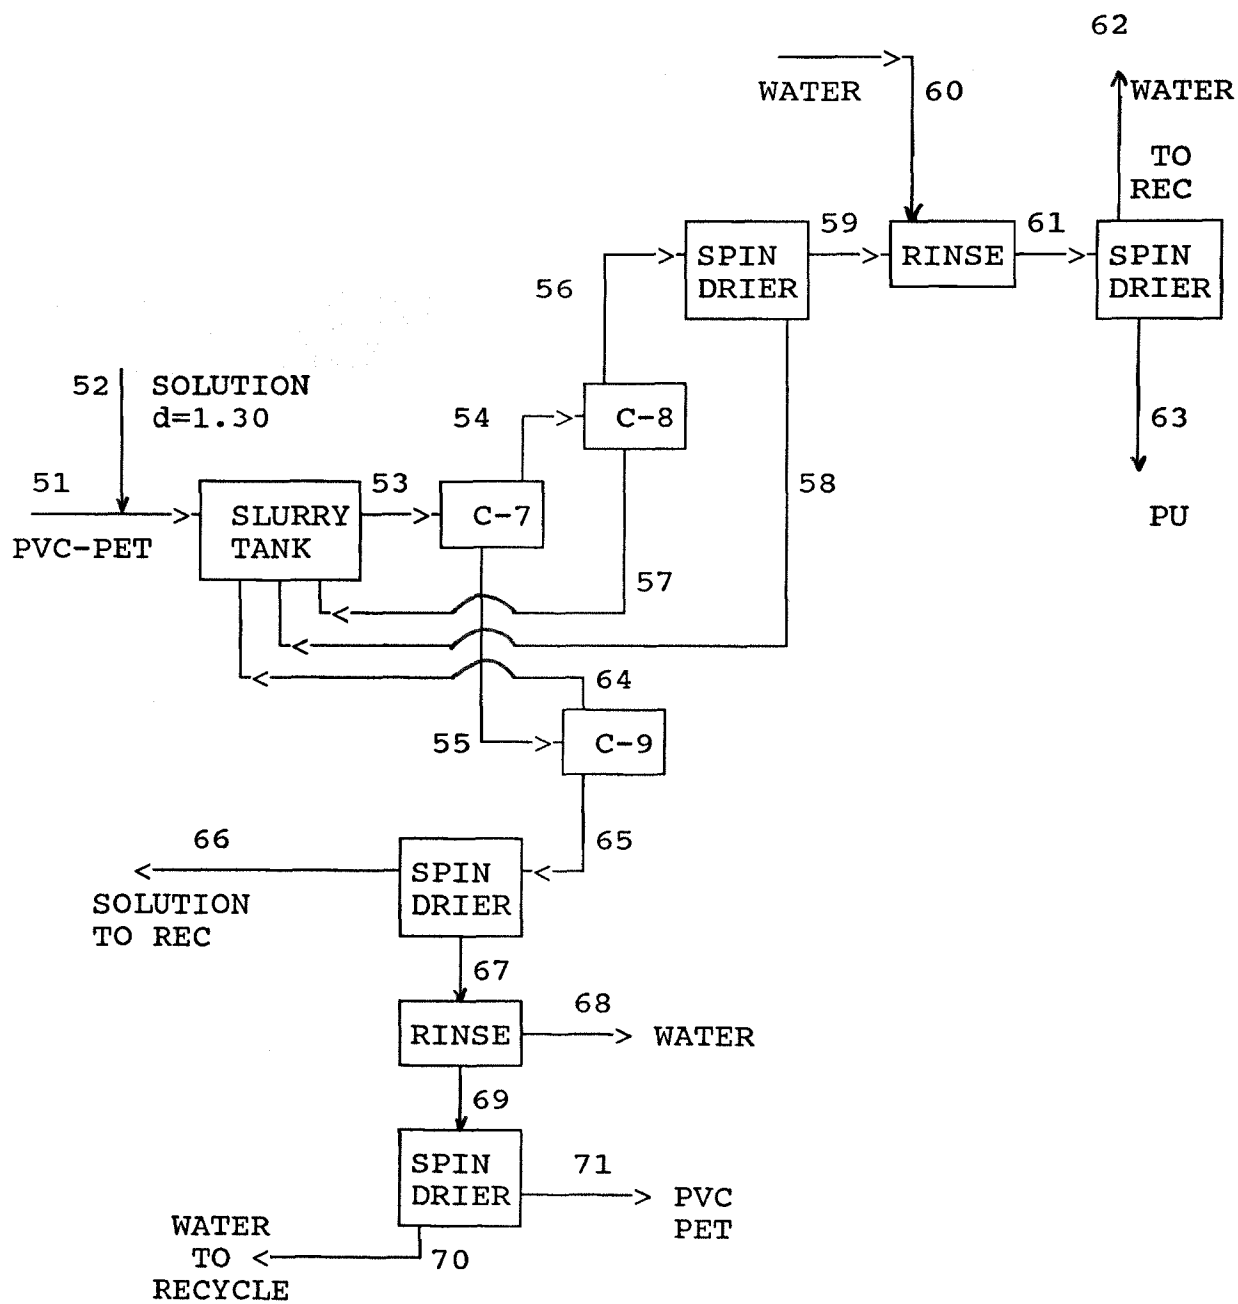 62
WATER
60
WATER
TO
REC
59
61
SPIN
DRIER
RINSE
SPIN
DRIER
56
52
SOLUTION
d=1.30
54
C-8
63
51
53
58
PVC-PET
SLURRY
TANK
C-7
PU
57
64
55
C-9
66
65
SPIN
DRIER
SOLUTION
TO REC
67
68
RINSE
WATER
69
SPIN
DRIER
71
PVC
PET
WATER
TO
RECYCLE
70